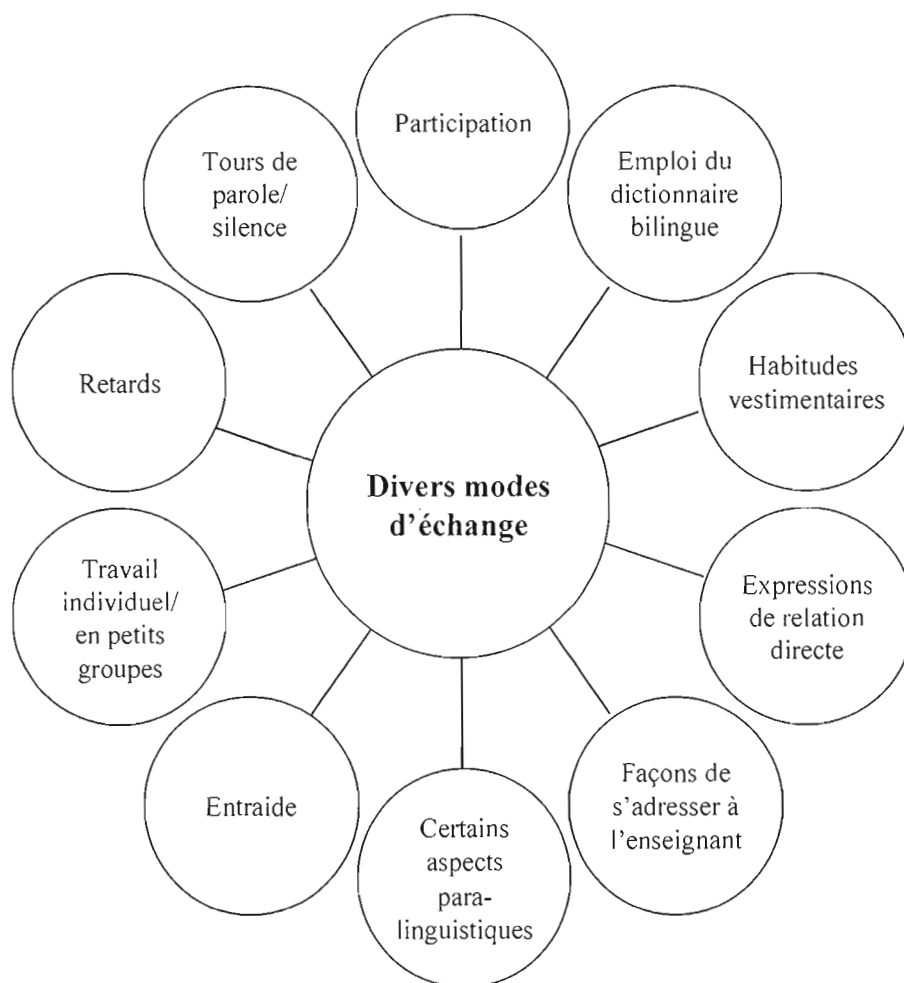 Participation
Emploi du
dictionnaire
bilingue
Habitudes
vestimentaires
Expressions
de relation
directe
Façons de
s'adresser à
l'enseignant
Certains
aspects
para-
linguistiques
Entraide
Travail
individuel/
en petits
groupes
Retards
Tours de
parole/
silence
Divers modes
d'échange